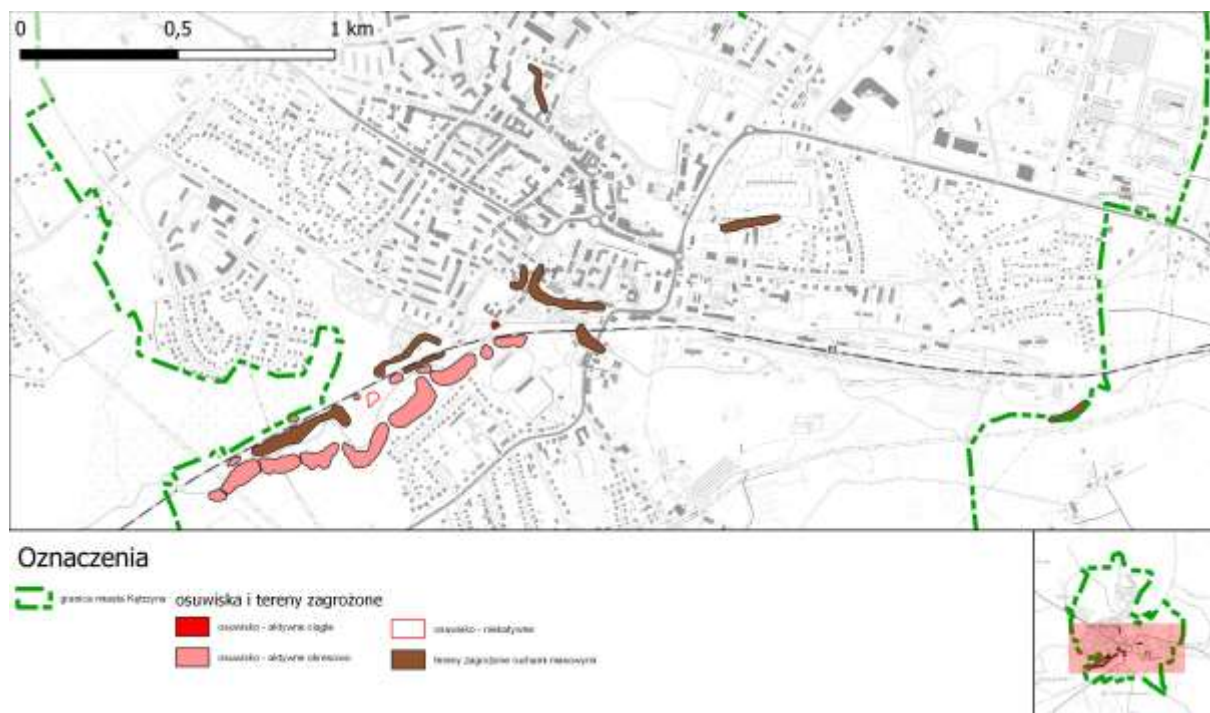 0 0,5 1 km
Oznaczenia
granica miasta Kętrzyna
osuwiska i tereny zagrożone
osuwisko - aktywne ciągle
osuwisko - nieaktywne
osuwisko - aktywne okresowo
tereny zagrożone ruchami masowymi